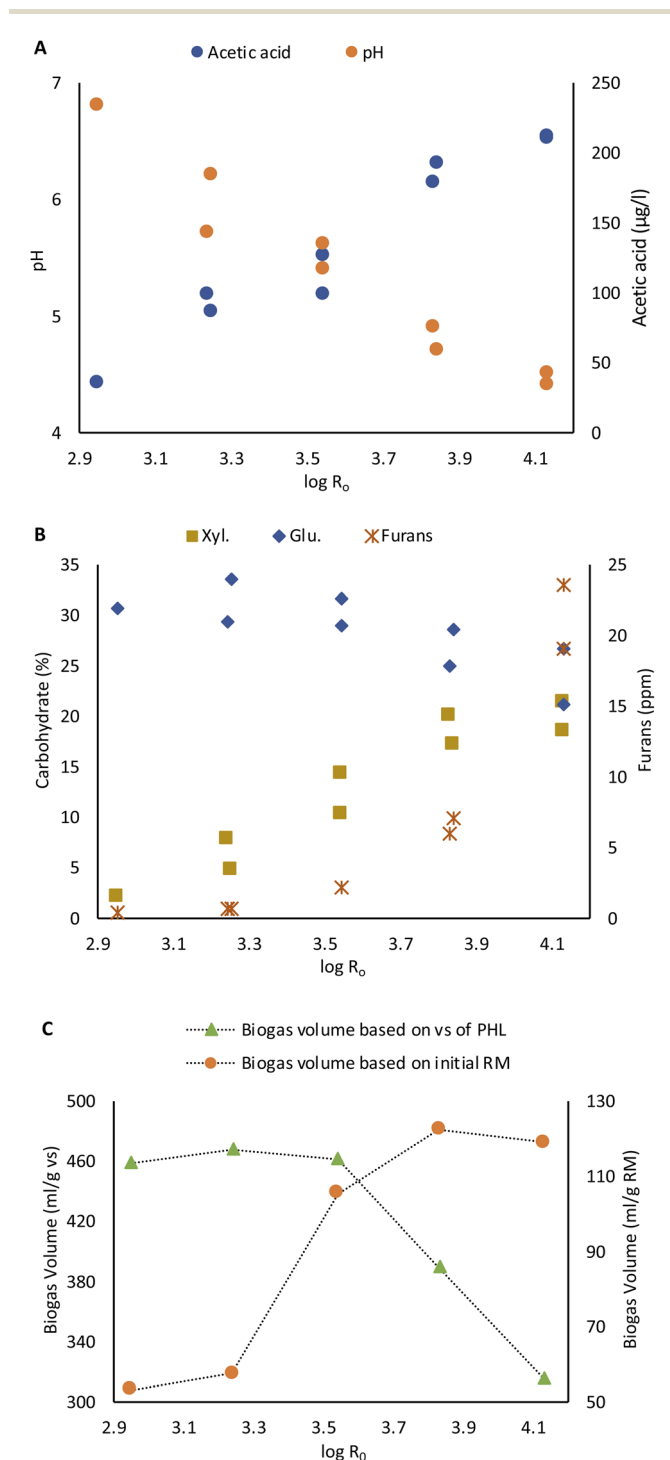 A
Acetic acid
pH
7
6
5
4
pH
250
200
150
100
50
0
Acetic acid (µg/l)
2.9 3.1 3.3 3.5 3.7 3.9 4.1
log Ro
B
Xyl. Glu. Furans
35
30
25
20
15
10
5
0
Carbohydrate (%)
25
20
15
10
5
0
Furans (ppm)
2.9 3.1 3.3 3.5 3.7 3.9 4.1
log Ro
C
Biogas volume based on vs of PHL
Biogas volume based on initial RM
500
460
420
380
340
300
Biogas Volume (ml/g vs)
130
110
90
70
50
Biogas Volume (ml/g RM)
2.9 3.1 3.3 3.5 3.7 3.9 4.1
log R0